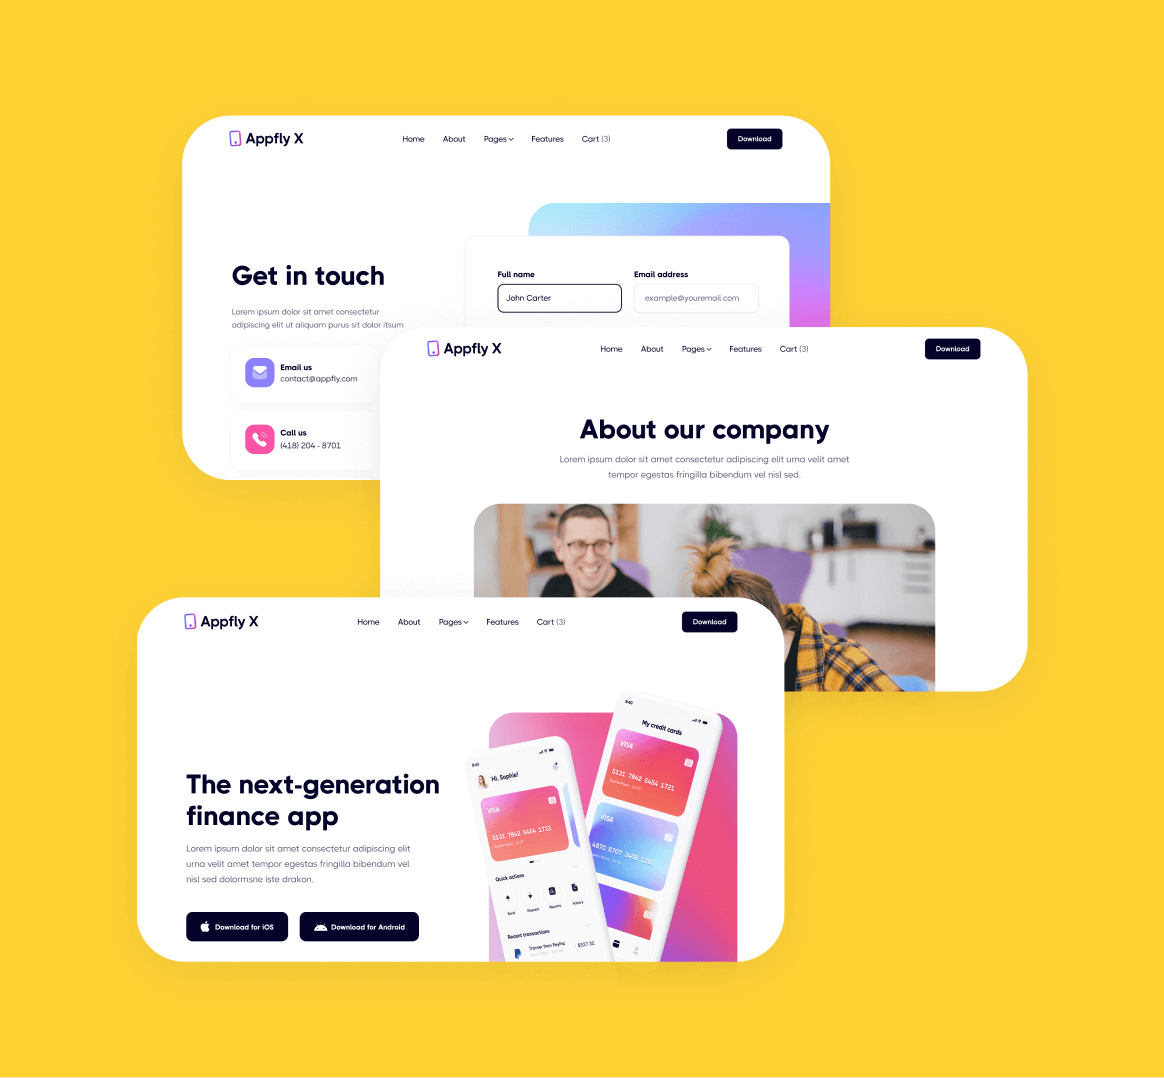 Appfly X
Home About Pages Features Cart (3)
Download
Get in touch
Lorem ipsum dolor sit amet consectetur
adipiscing elit ut aliquam purus sit dolor itsum
Email us
contact@appfly.com
Call us
(418) 204 - 8701
Full name
Email address
John Carter
example@youremail.com
Appfly X
Home About Pages Features Cart (3)
Download
About our company
Lorem ipsum dolor sit amet consectetur adipiscing elit urna velit amet
tempor egestas fringilla bibendum vel nisl sed.
Appfly X
Home About Pages Features Cart (3)
Download
The next-generation
finance app
Lorem ipsum dolor sit amet consectetur adipiscing elit
urna velit amet tempor egestas fringilla bibendum vel
nisl sed dolormsne iste drakon.
Download for iOS
Download for Android
9:40
Hi, Sophie!
VISA
5131 7842 5454 1721
Quick actions
Send Request Reports History
Recent transactions
Transfer from PayPal
$537.32
9:40
My credit cards
VISA
5131 7842 5454 1721
VISA